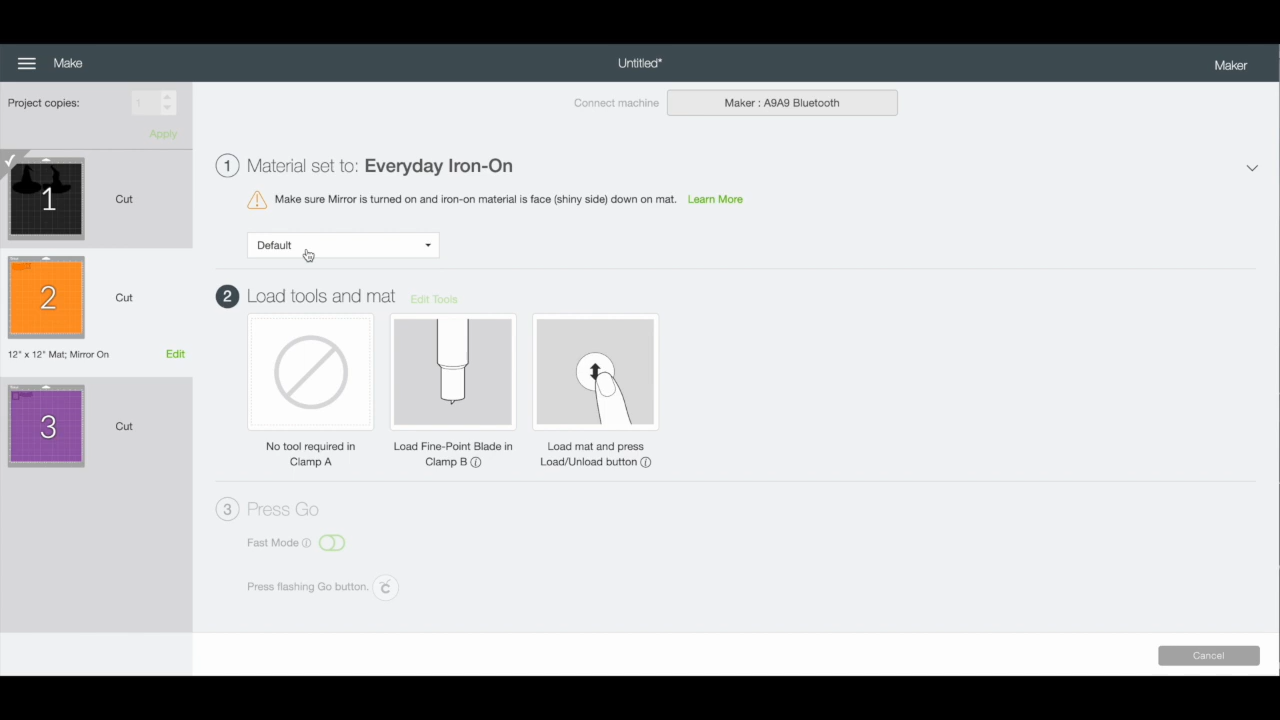 Make
Untitled*
Maker
Project copies:
1
Apply
Connect machine
Maker : A9A9 Bluetooth
1
Cut
2
Cut
12" x 12" Mat; Mirror On
Edit
3
Cut
1 Material set to: Everyday Iron-On
Make sure Mirror is turned on and iron-on material is face (shiny side) down on mat. Learn More
Default
2 Load tools and mat Edit Tools
No tool required in
Clamp A
Load Fine-Point Blade in
Clamp B
Load mat and press
Load/Unload button
3 Press Go
Fast Mode
Press flashing Go button.
Cancel